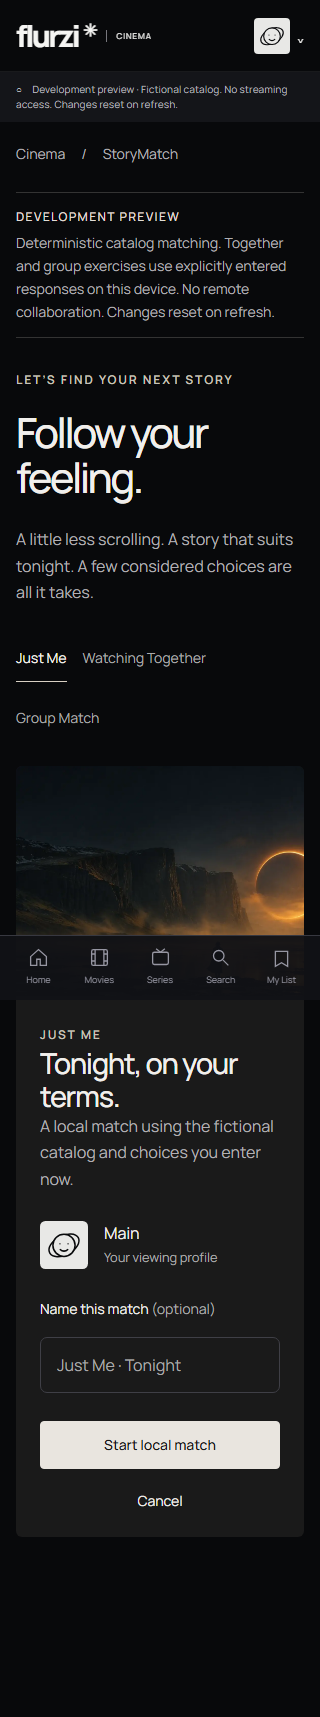 flurzi
CINEMA
Development preview · Fictional catalog. No streaming
access. Changes reset on refresh.
Cinema / StoryMatch
DEVELOPMENT PREVIEW
Deterministic catalog matching. Together
and group exercises use explicitly entered
responses on this device. No remote
collaboration. Changes reset on refresh.
LET'S FIND YOUR NEXT STORY
Follow your
feeling.
A little less scrolling. A story that suits
tonight. A few considered choices are
all it takes.
Just Me Watching Together
Group Match
Home Movies Series Search My List
JUST ME
Tonight, on your
terms.
A local match using the fictional
catalog and choices you enter
now.
Main
Your viewing profile
Name this match (optional)
Just Me · Tonight
Start local match
Cancel